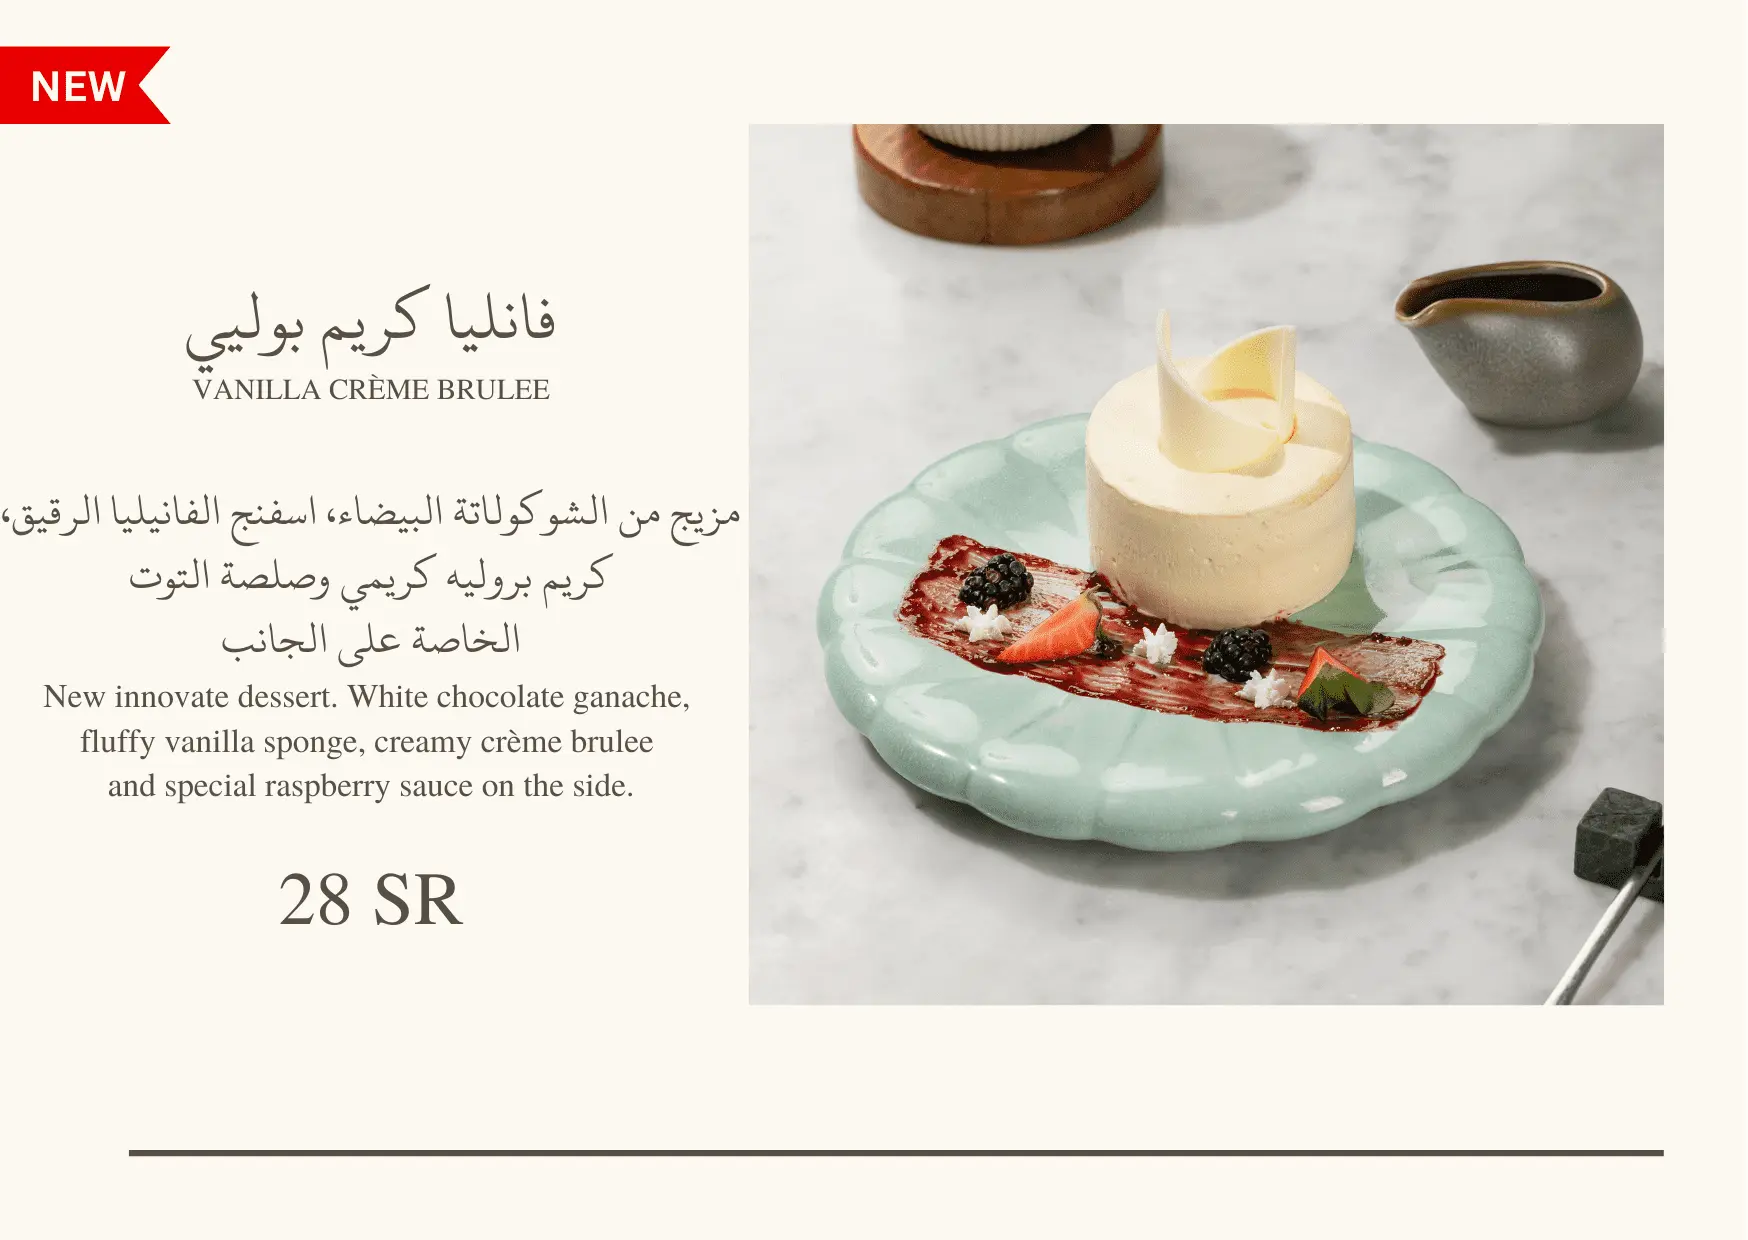 NEW
فانليا كريم بوليي
VANILLA CRÈME BRULEE
مزيج من الشوكولاتة البيضاء، اسفنج الفانيليا الرقيق،
كريم بروليه كريمي وصلصة التوت
الخاصة على الجانب
New innovate dessert. White chocolate ganache,
fluffy vanilla sponge, creamy crème brulee
and special raspberry sauce on the side.
28 SR